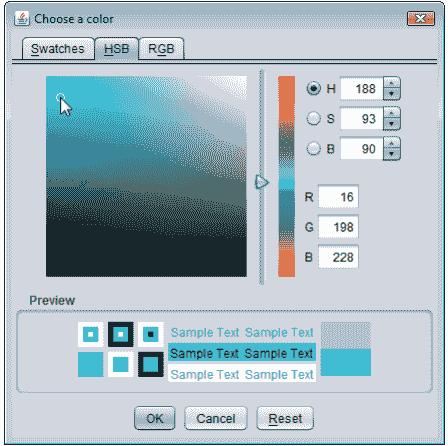 Choose a color
Swatches HSB RGB
H 188
S 93
B 90
R 16
G 198
B 228
Preview
Sample Text Sample Text
Sample Text Sample Text
Sample Text Sample Text
OK Cancel Reset